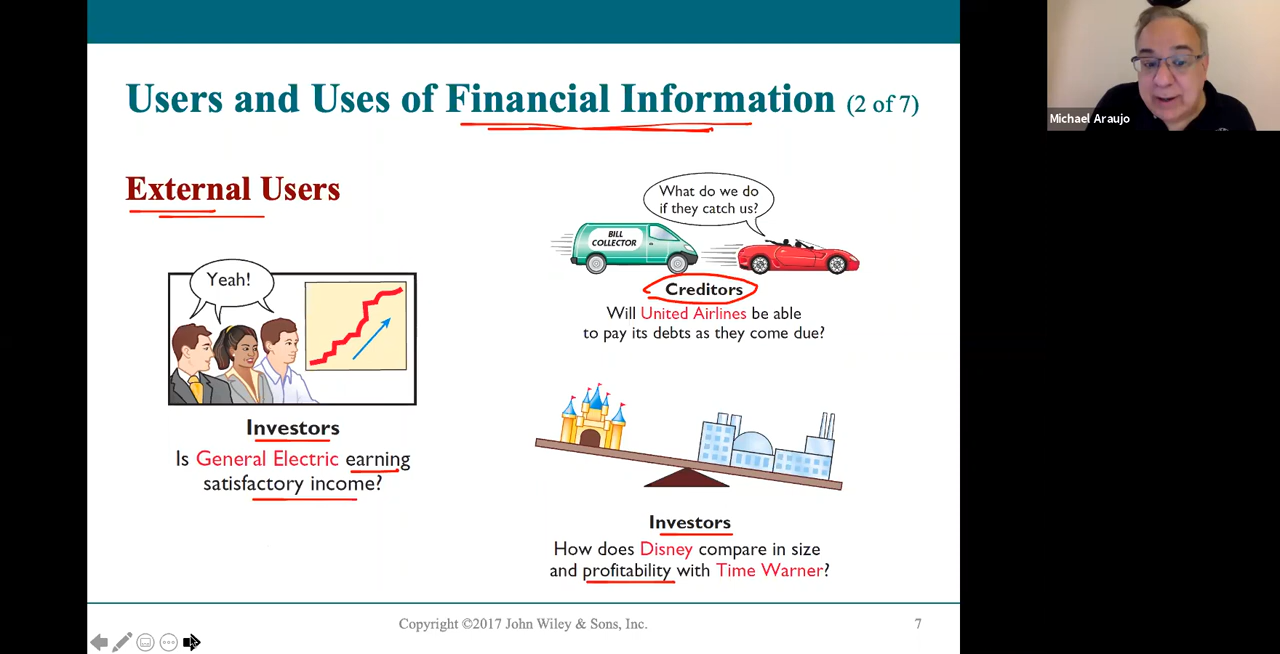 Users and Uses of Financial Information (2 of 7)
Michael Araujo
External Users
Yeah!
Investors
Is General Electric earning
satisfactory income?
What do we do
if they catch us?
BILL
COLLECTOR
Creditors
Will United Airlines be able
to pay its debts as they come due?
Investors
How does Disney compare in size
and profitability with Time Warner?
Copyright ©2017 John Wiley & Sons, Inc.
7